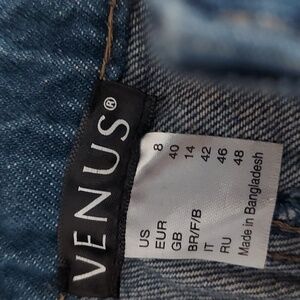 VENUS®
US 8
EUR 40
GB 14
BR/F/B 42
IT 46
RU 48
Made in Bangladesh